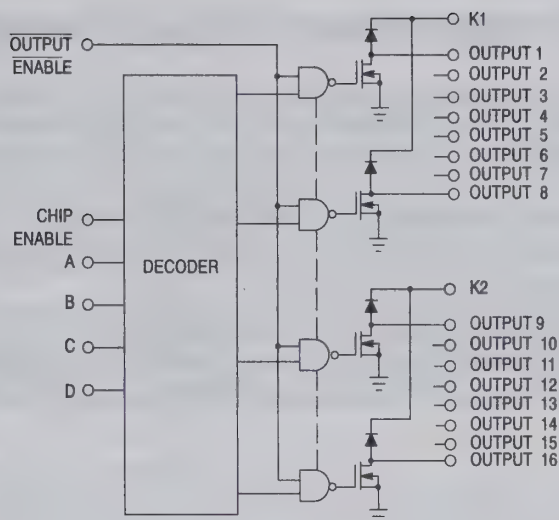 OUTPUT
ENABLE
CHIP
ENABLE
A
B
C
D
DECODER
K1
OUTPUT 1
OUTPUT 2
OUTPUT 3
OUTPUT 4
OUTPUT 5
OUTPUT 6
OUTPUT 7
OUTPUT 8
K2
OUTPUT 9
OUTPUT 10
OUTPUT 11
OUTPUT 12
OUTPUT 13
OUTPUT 14
OUTPUT 15
OUTPUT 16